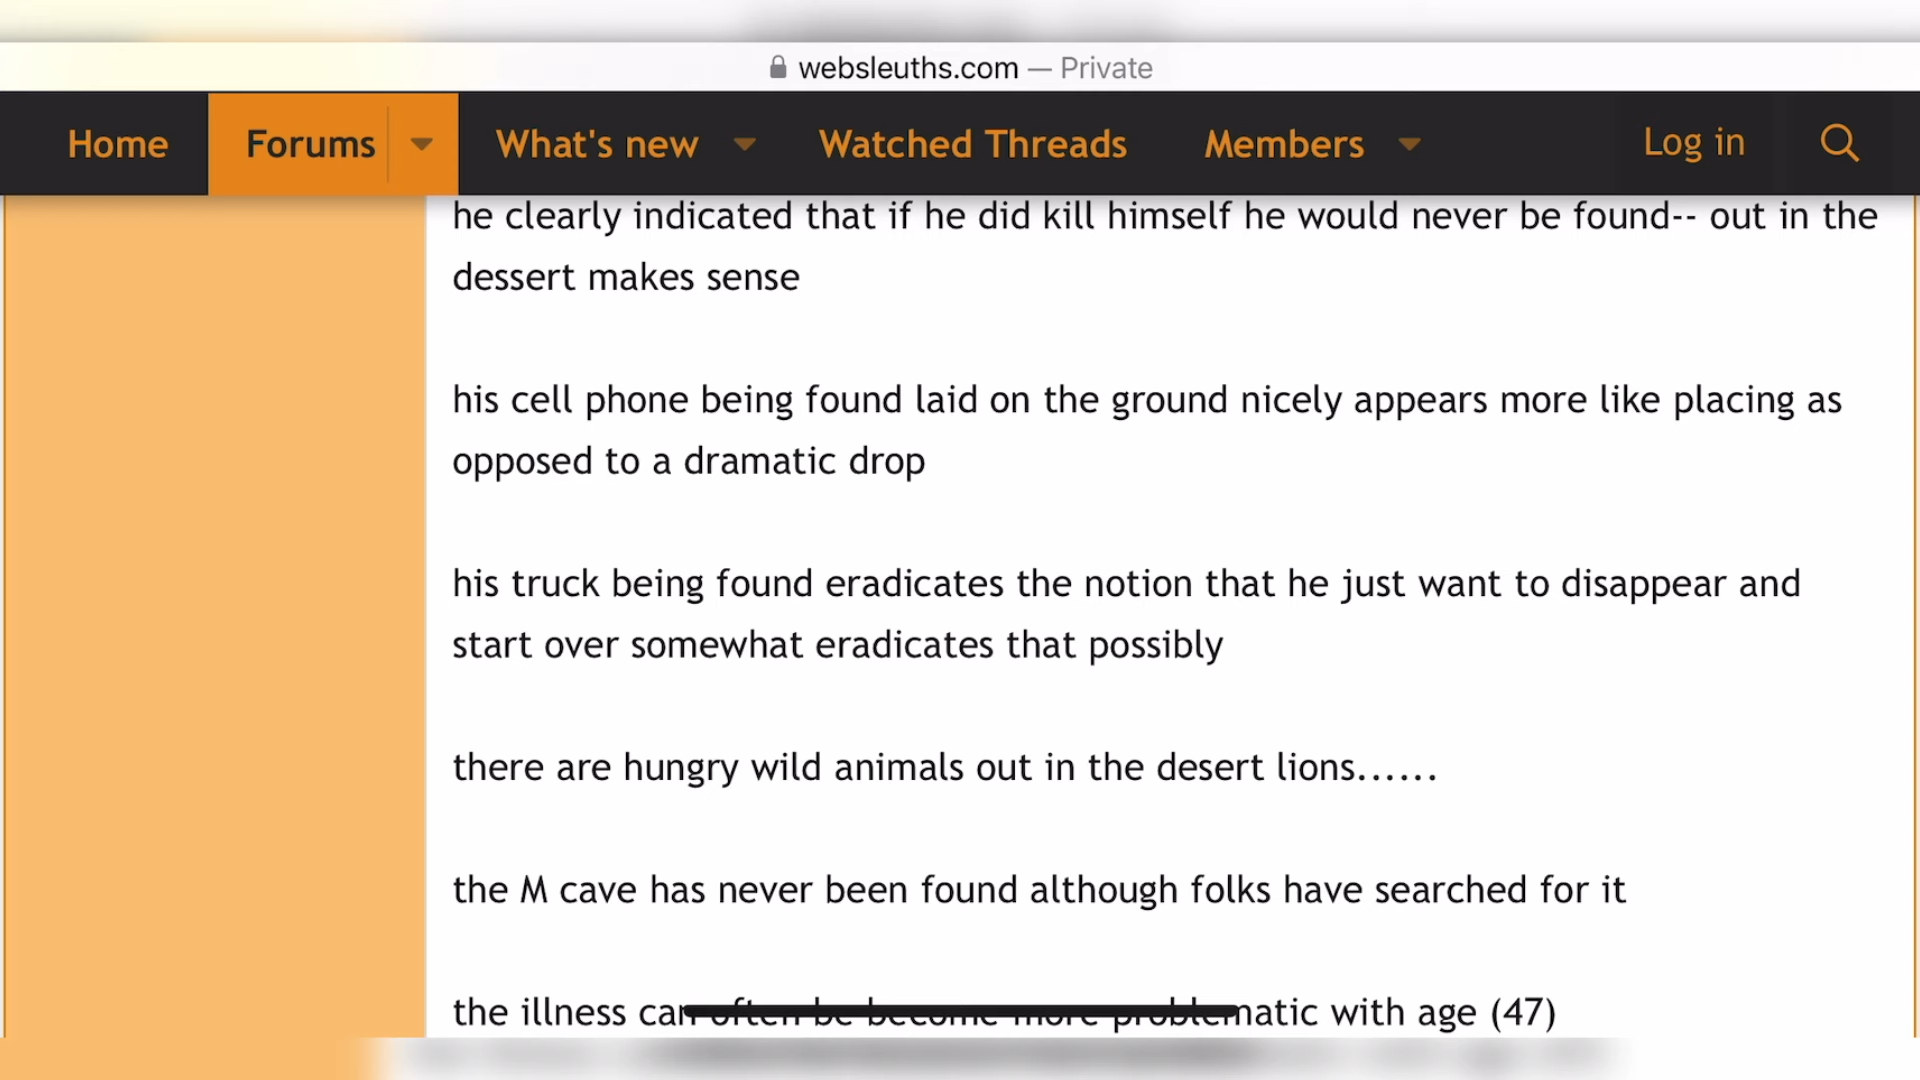 websleuths.com — Private
Home Forums What's new Watched Threads Members Log in
he clearly indicated that if he did kill himself he would never be found-- out in the
dessert makes sense
his cell phone being found laid on the ground nicely appears more like placing as
opposed to a dramatic drop
his truck being found eradicates the notion that he just want to disappear and
start over somewhat eradicates that possibly
there are hungry wild animals out in the desert lions......
the M cave has never been found although folks have searched for it
the illness can often be become more problematic with age (47)